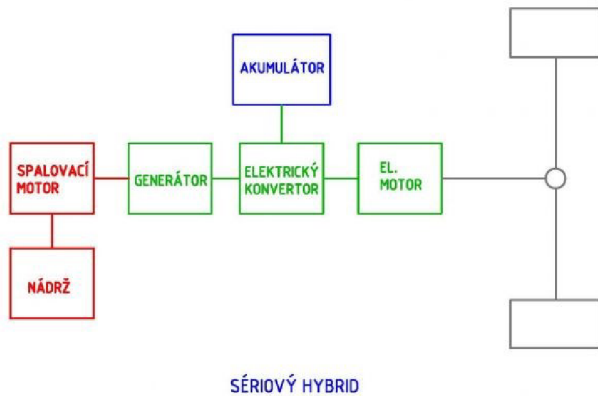 AKUMULÁTOR
SPALOVACÍ
MOTOR
GENERÁTOR
ELEKTRICKÝ
KONVERTOR
EL.
MOTOR
NÁDRŽ
SÉRIOVÝ HYBRID